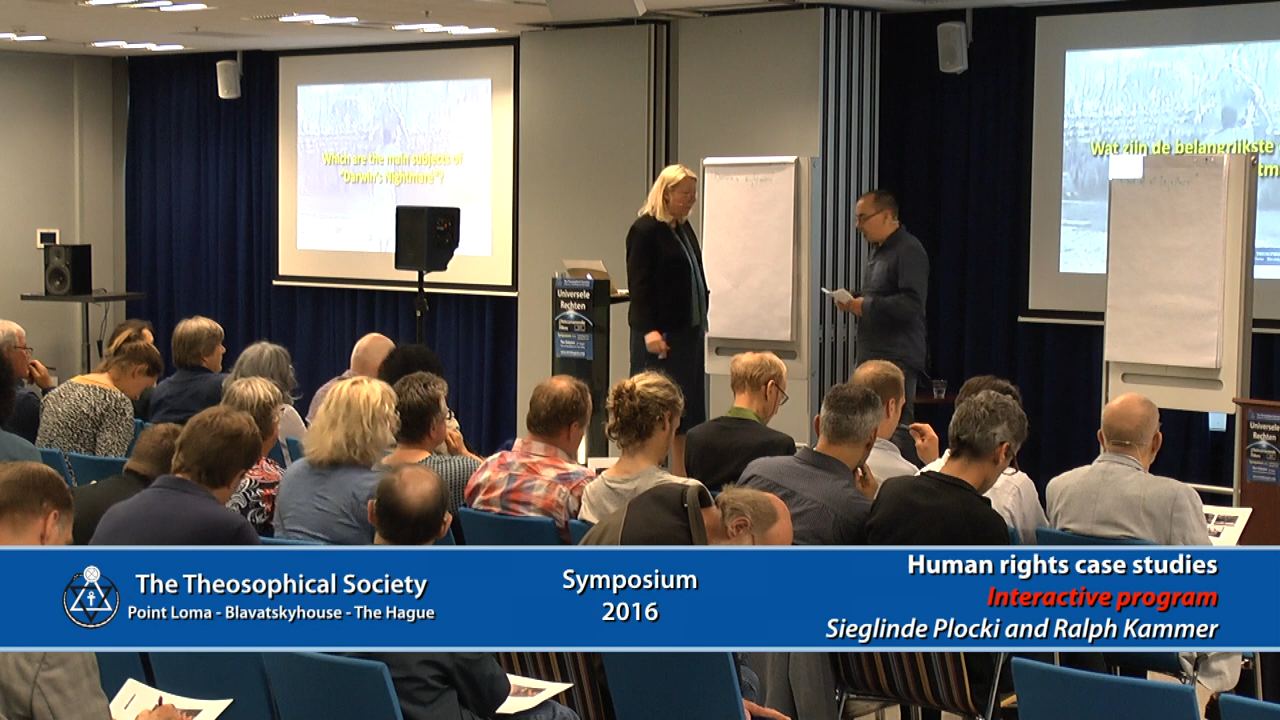 Which are the main subjects of
"Darwin's Nightmare"?
Wat zijn de belangrijkste
Universele
Rechten
Universele
Rechten
The Theosophical Society
Point Loma - Blavatskyhouse - The Hague
Symposium
2016
Human rights case studies
Interactive program
Sieglinde Plocki and Ralph Kammer